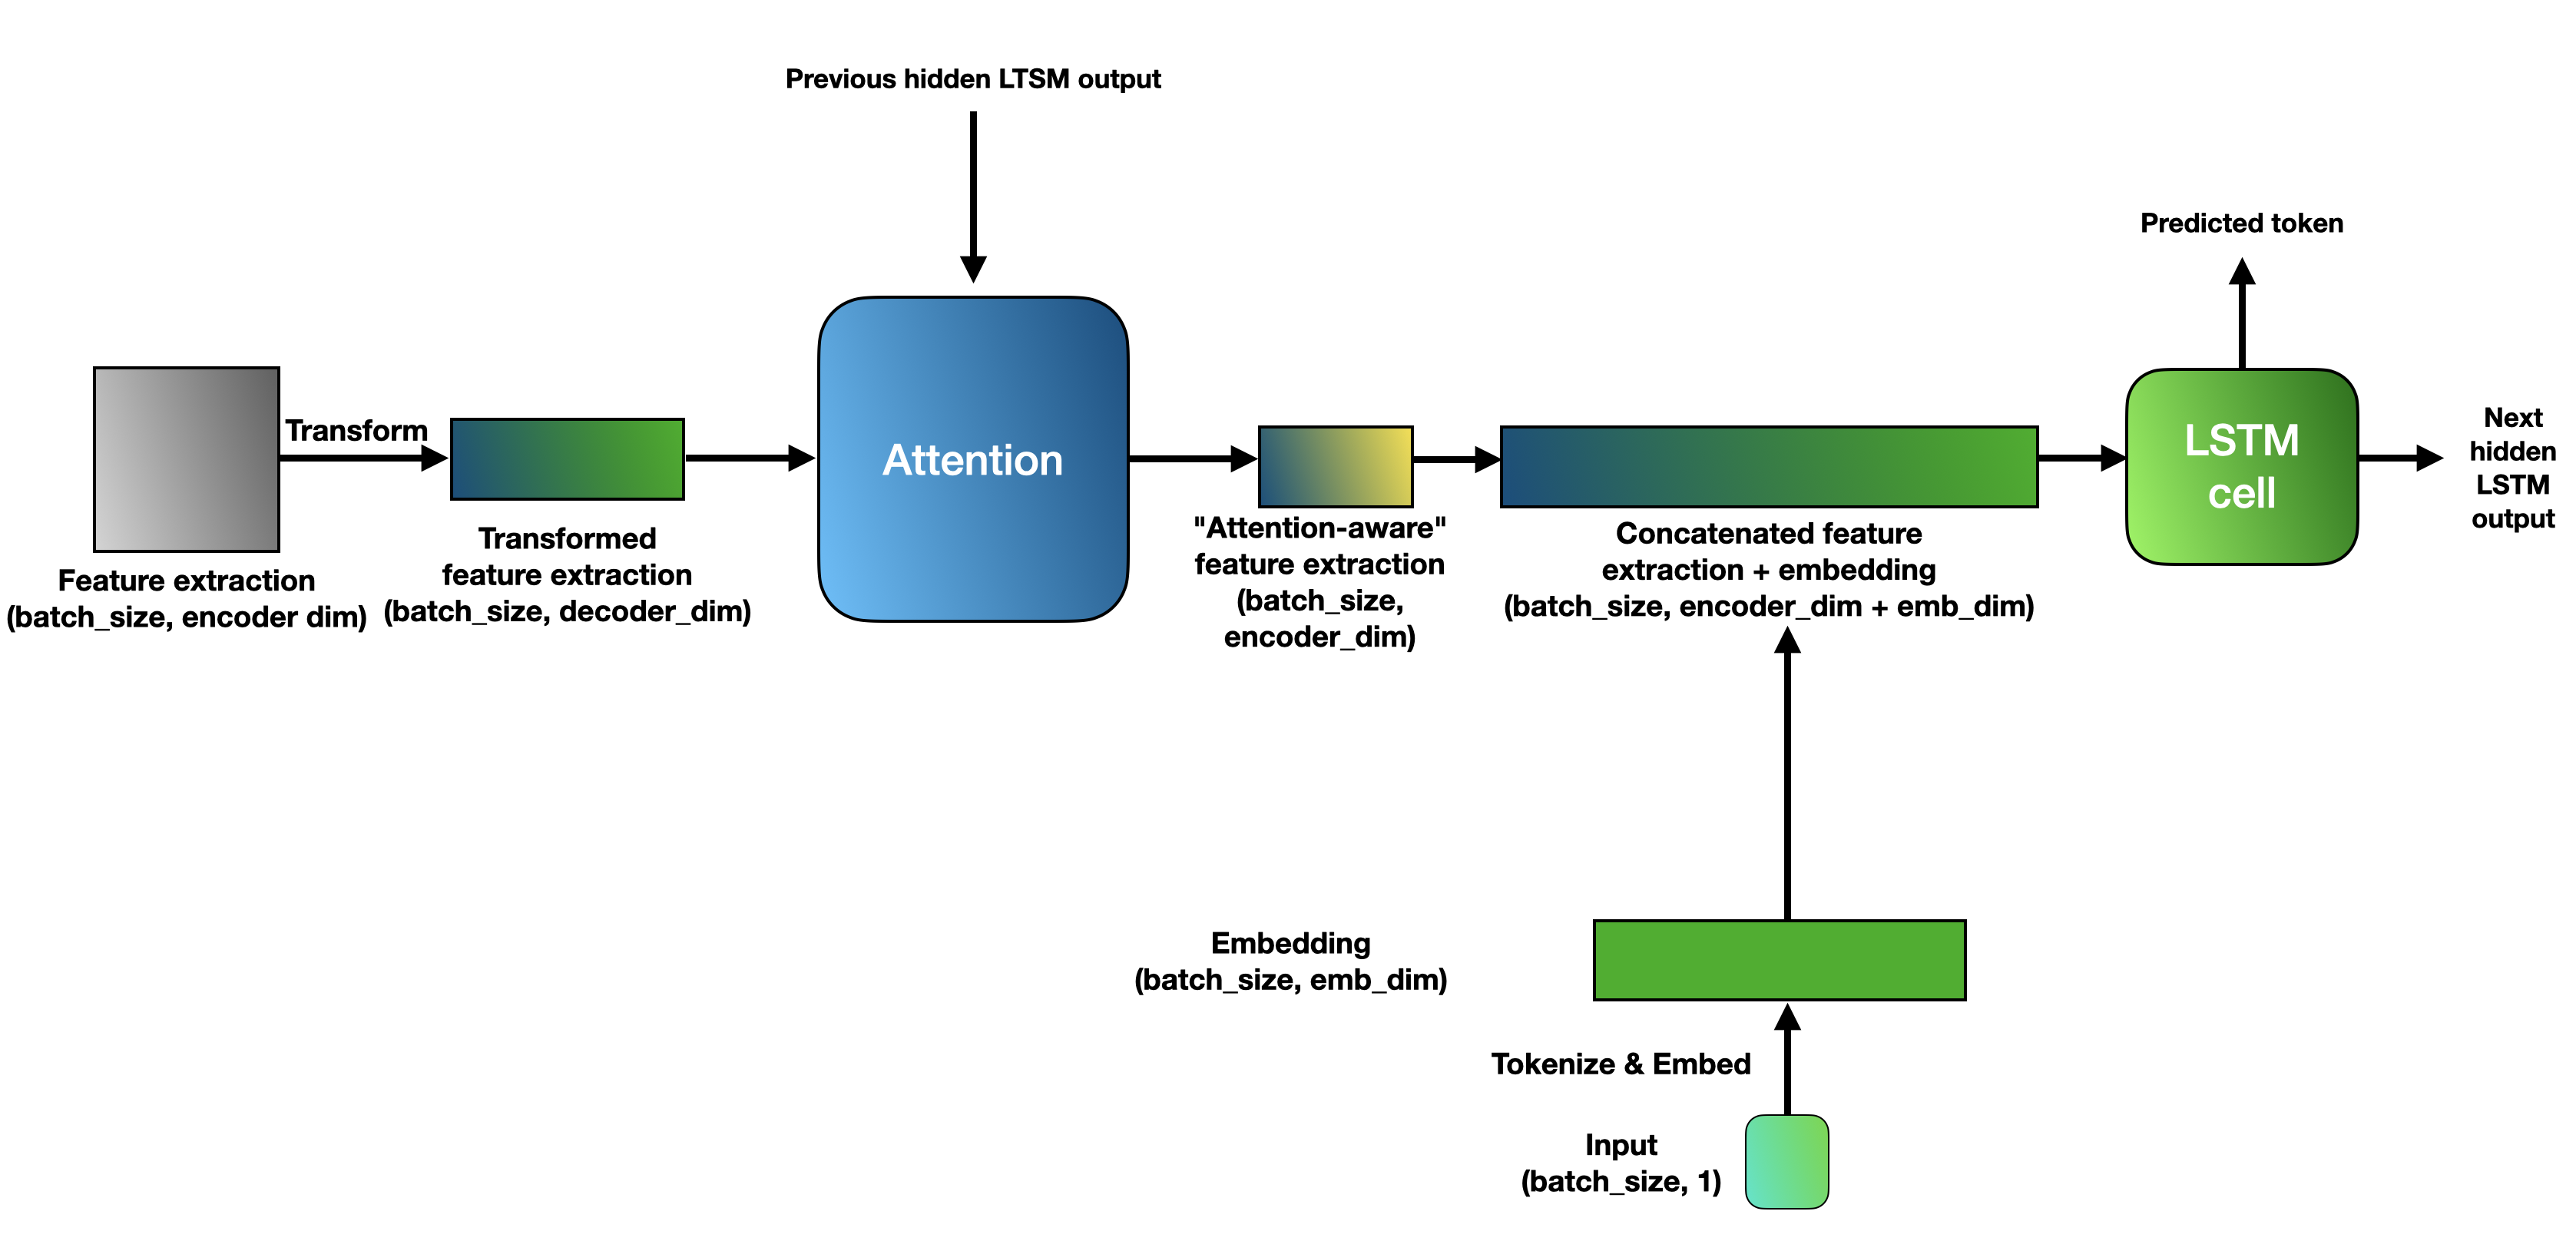 Previous hidden LTSM output
Predicted token
Transform
Attention
LSTM
cell
Next
hidden
LSTM
output
Feature extraction
(batch_size, encoder dim)
Transformed
feature extraction
(batch_size, decoder_dim)
"Attention-aware"
feature extraction
(batch_size,
encoder_dim)
Concatenated feature
extraction + embedding
(batch_size, encoder_dim + emb_dim)
Embedding
(batch_size, emb_dim)
Tokenize & Embed
Input
(batch_size, 1)